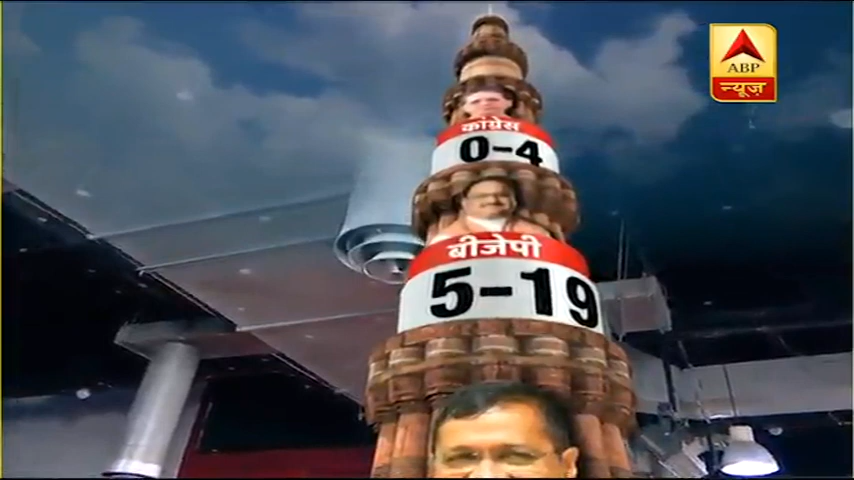 ABP
न्यूज़
कांग्रेस
0-4
बीजेपी
5-19